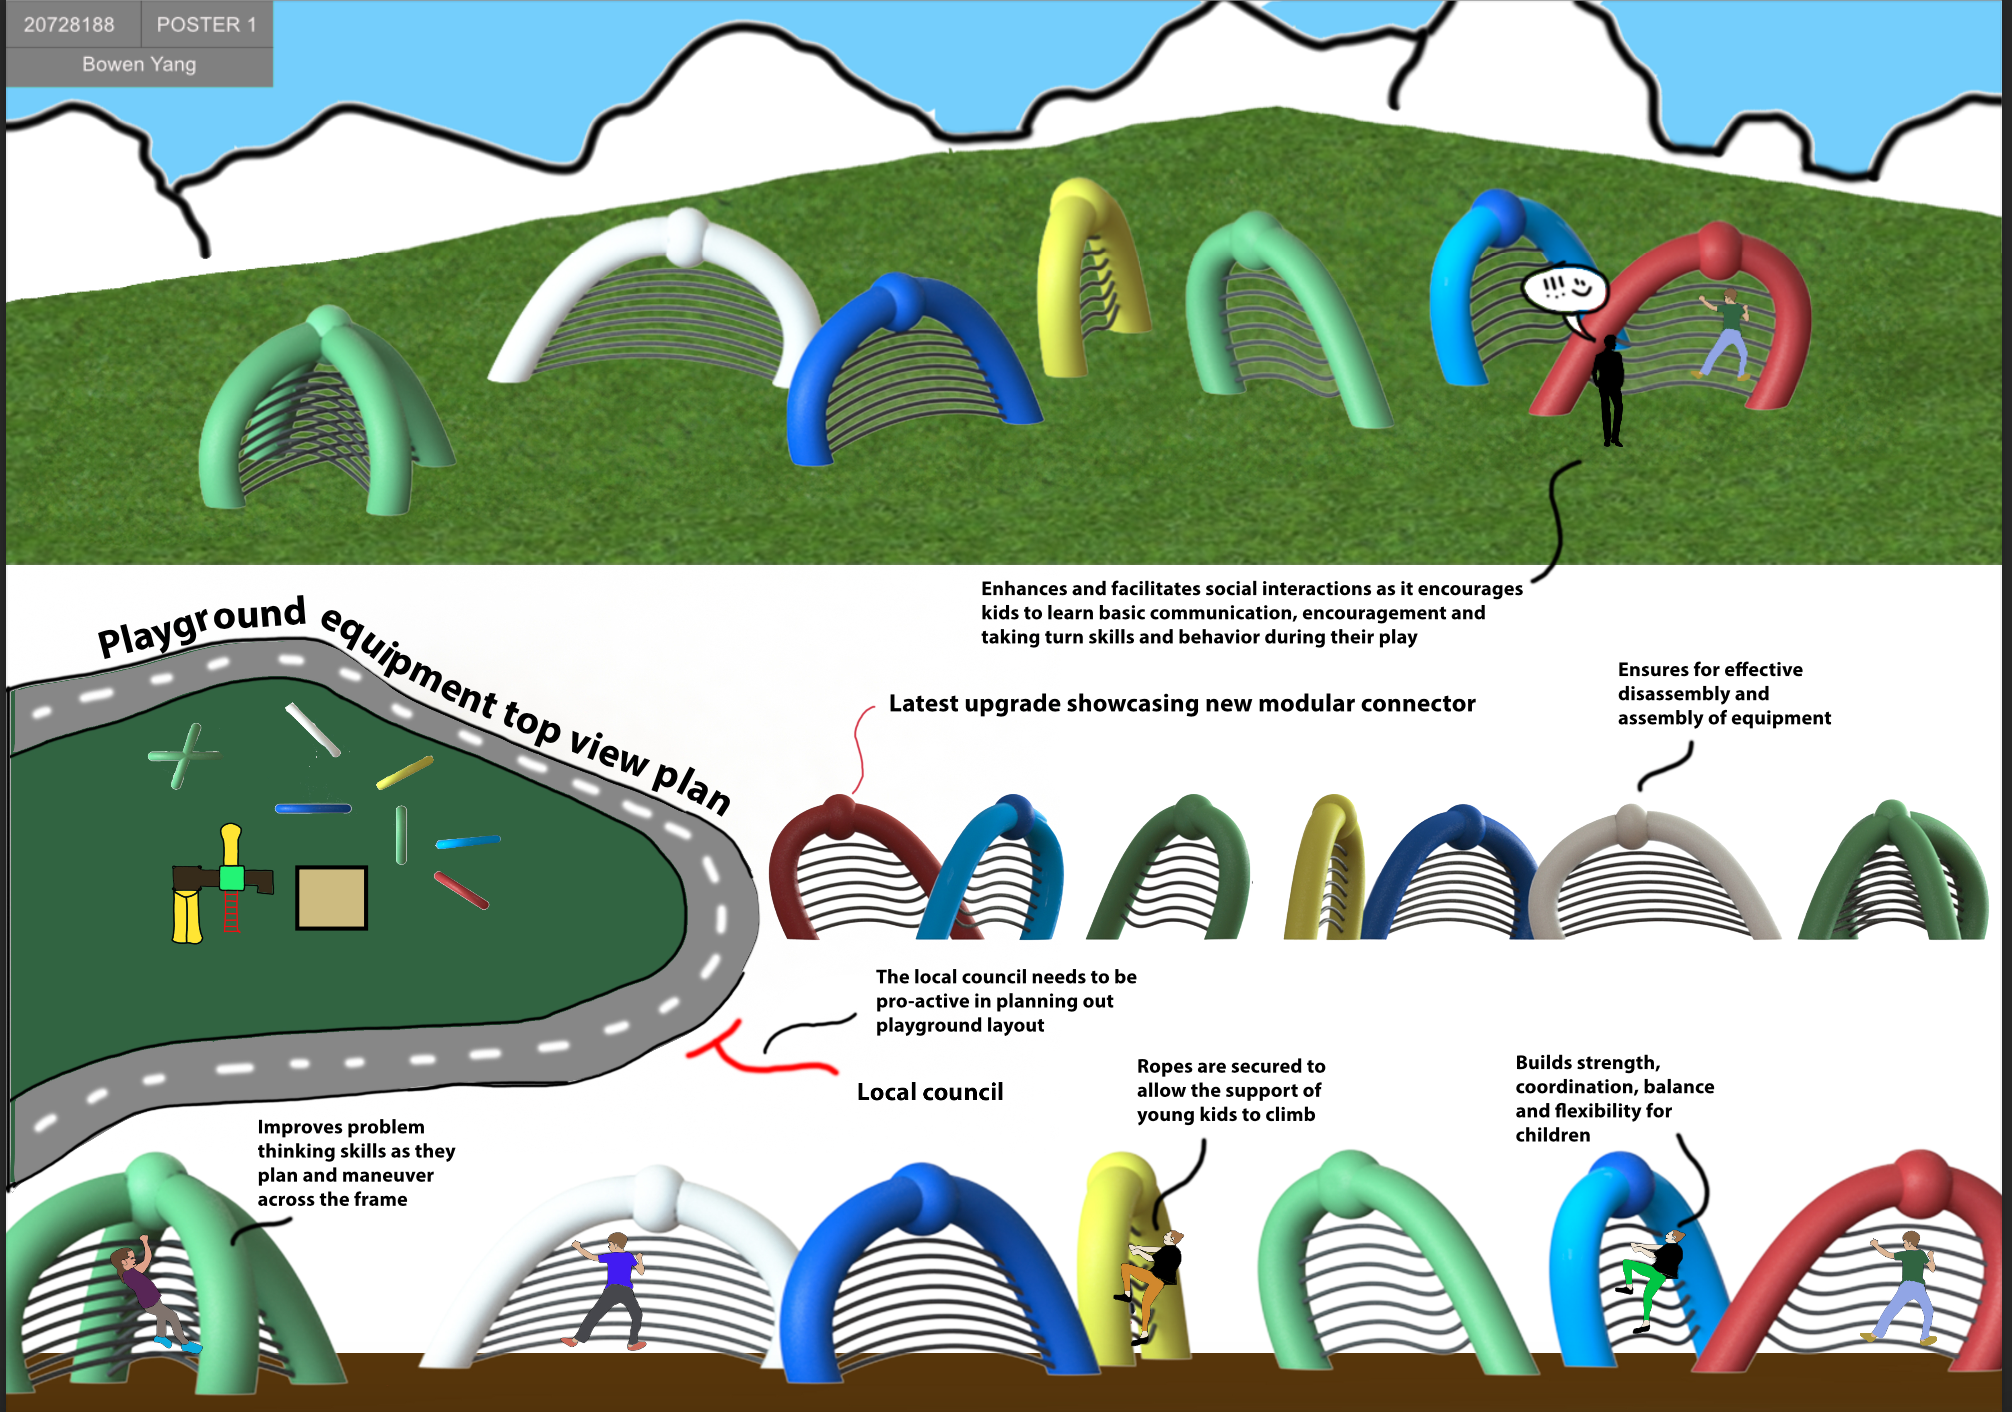 20728188 POSTER 1
Bowen Yang
Enhances and facilitates social interactions as it encourages
kids to learn basic communication, encouragement and
taking turn skills and behavior during their play
Playground equipment top view plan
Ensures for effective
disassembly and
assembly of equipment
Latest upgrade showcasing new modular connector
The local council needs to be
pro-active in planning out
playground layout
Local council
Ropes are secured to
allow the support of
young kids to climb
Builds strength,
coordination, balance
and flexibility for
children
Improves problem
thinking skills as they
plan and maneuver
across the frame